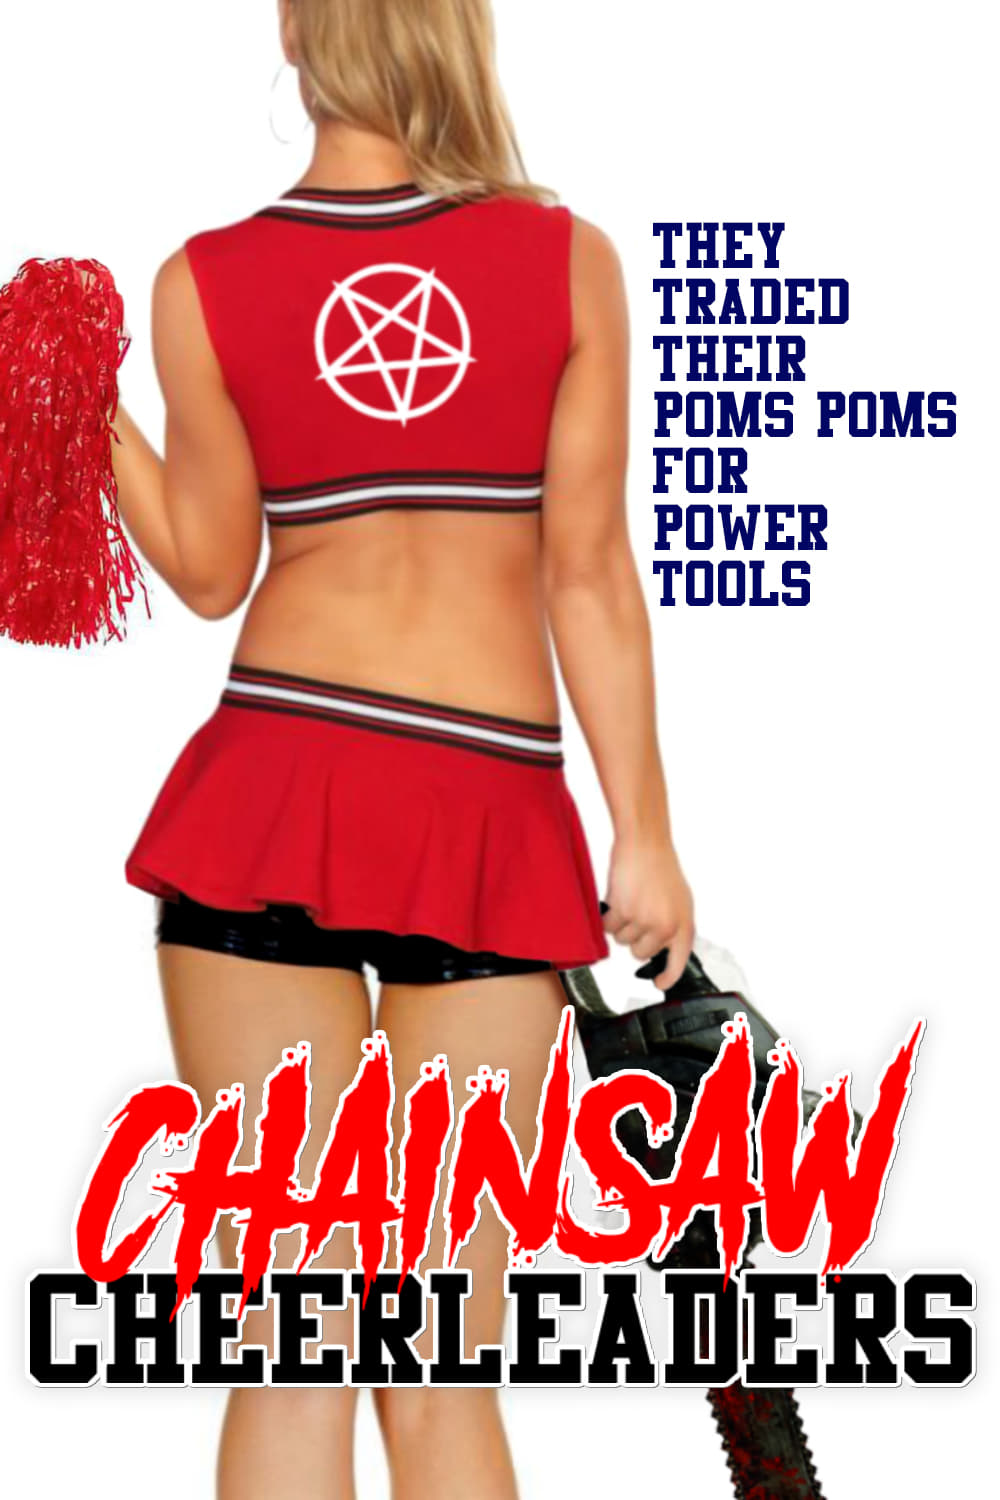 THEY
TRADED
THEIR
POMS POMS
FOR
POWER
TOOLS
CHAINSAW
CHEERLEADERS